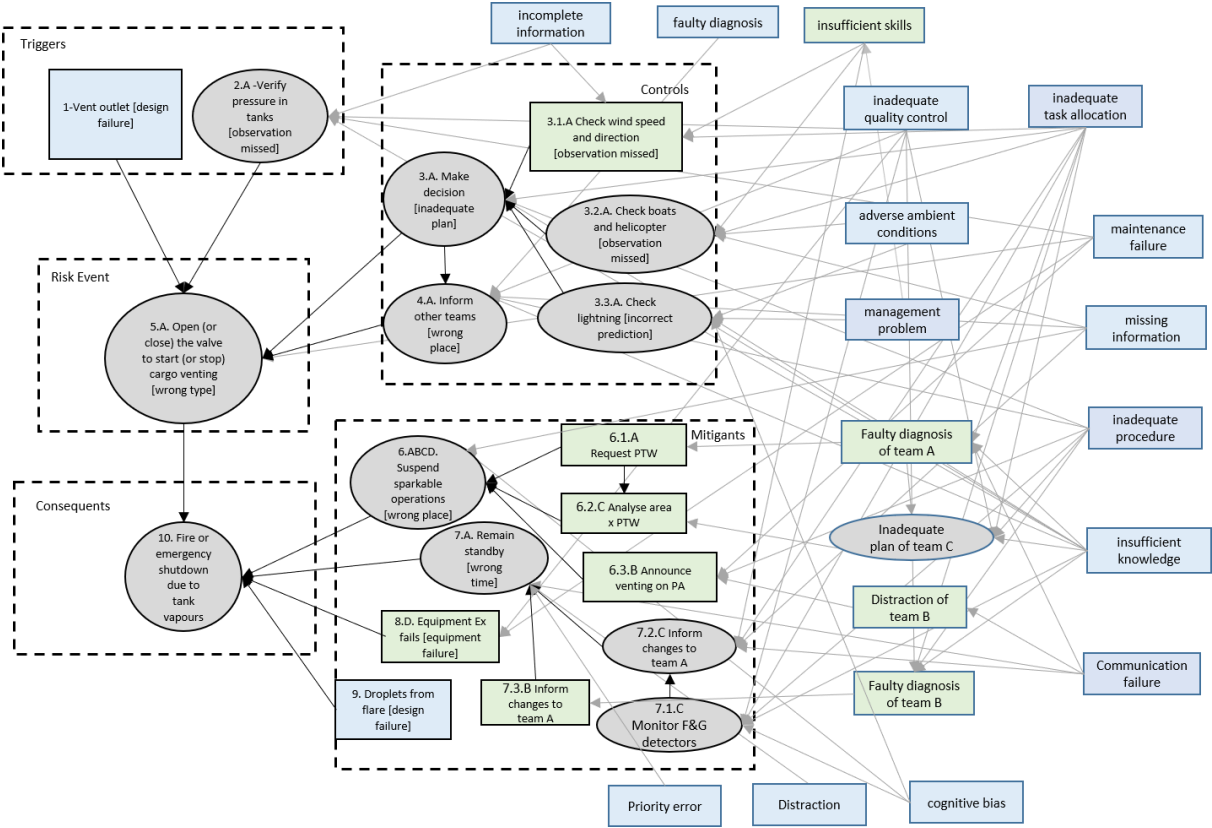 incomplete
information
faulty diagnosis
insufficient skills
Triggers
1-Vent outlet [design
failure]
2.A -Verify
pressure in
tanks
[observation
missed]
Controls
3.1.A Check wind speed
and direction
[observation missed]
3.A. Make
decision
[inadequate
plan]
3.2.A. Check boats
and helicopter
[observation
missed]
4.A. Inform
other teams
[wrong
place]
3.3.A. Check
lightning [incorrect
prediction]
inadequate
quality control
inadequate
task allocation
adverse ambient
conditions
maintenance
failure
management
problem
missing
information
Risk Event
5.A. Open (or
close) the valve
to start (or stop)
cargo venting
[wrong type]
Mitigants
6.ABCD.
Suspend
sparkable
operations
[wrong place]
6.1.A
Request PTW
6.2.C Analyse area
x PTW
7.A. Remain
standby
[wrong
time]
6.3.B Announce
venting on PA
8.D. Equipment Ex
fails [equipment
failure]
7.2.C Inform
changes to
team A
9. Droplets from
flare [design
failure]
7.3.B Inform
changes to
team A
7.1.C
Monitor F&G
detectors
Faulty diagnosis
of team A
inadequate
procedure
Inadequate
plan of team C
insufficient
knowledge
Distraction of
team B
Communication
failure
Faulty diagnosis
of team B
Consequents
10. Fire or
emergency
shutdown
due to
tank
vapours
Priority error
Distraction
cognitive bias